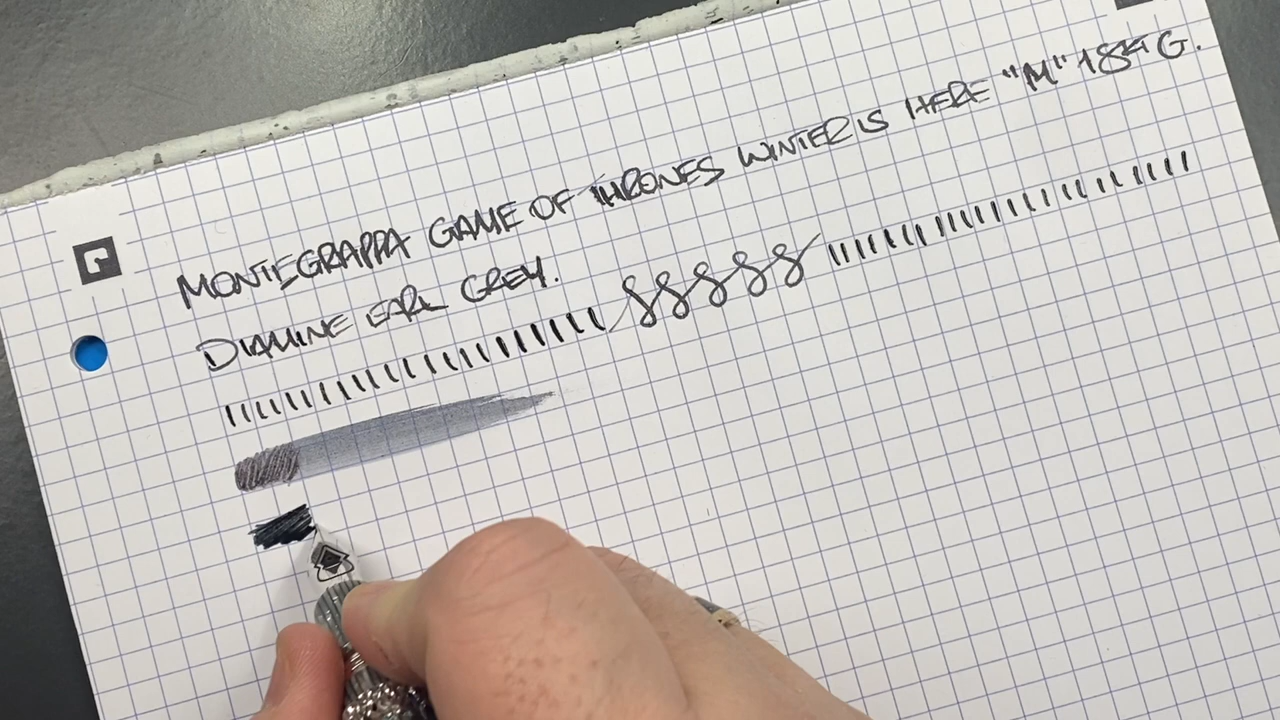 MONTEGRAPPA GAME OF THRONES WINTER IS HERE "M" 18K G.
DIAMINE EARL GREY.